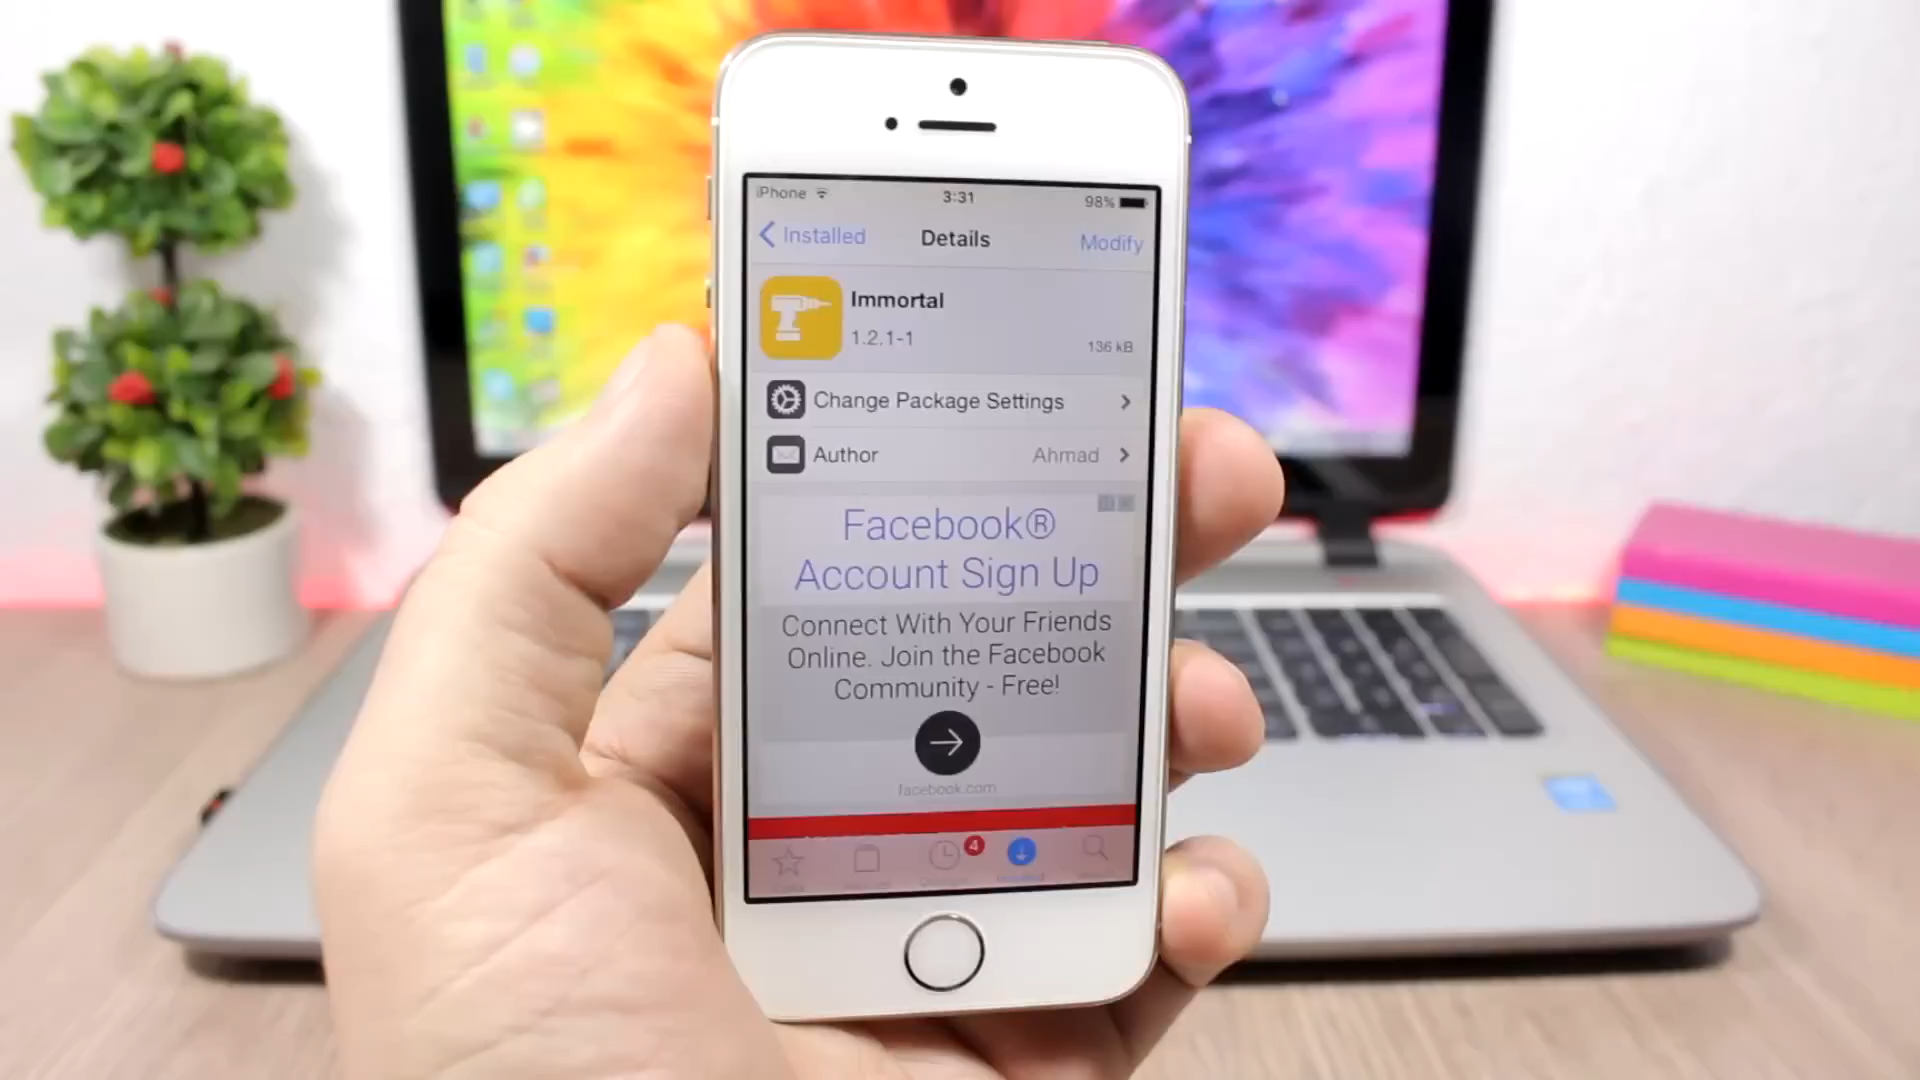 iPhone 3:31 98%
Installed Details Modify
Immortal
1.2.1-1
136 kB
Change Package Settings
Author Ahmad
Facebook®
Account Sign Up
Connect With Your Friends
Online. Join the Facebook
Community - Free!
facebook.com
4